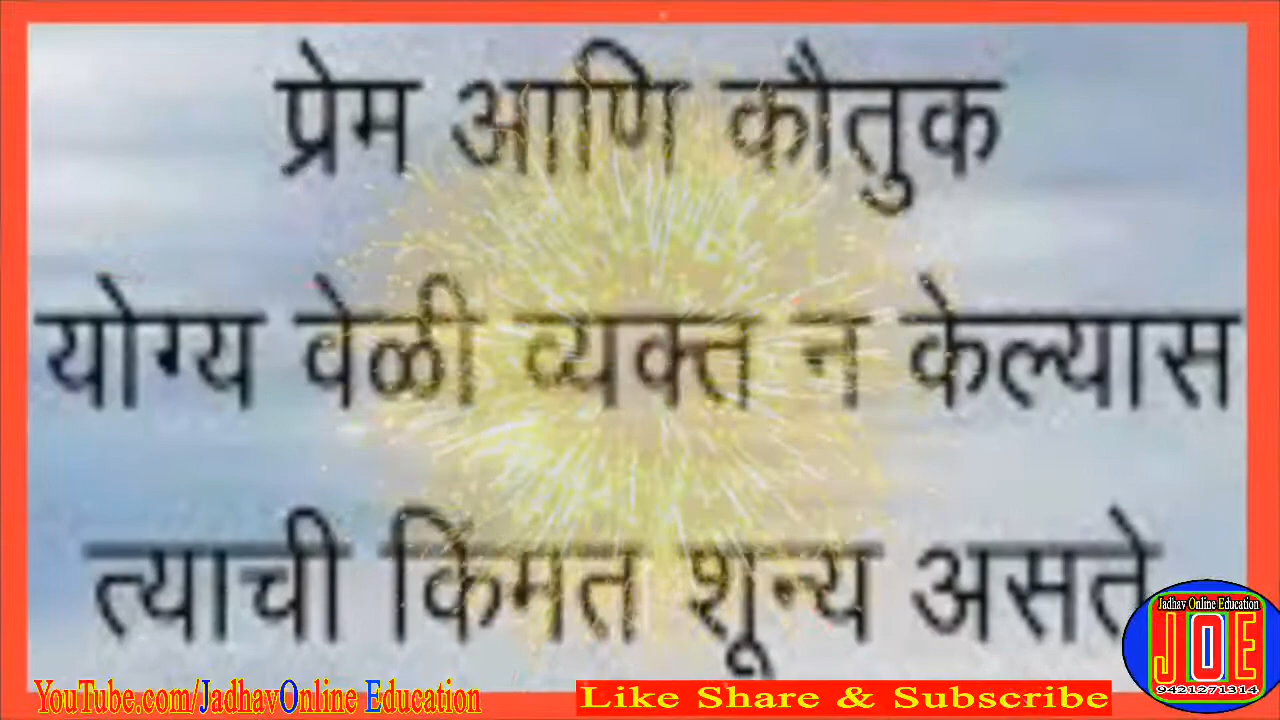 प्रेम आणि कौतुक
योग्य वेळी व्यक्त न केल्यास
त्याची किंमत शून्य असते
Jadhav Online Education
JOE
9421271314
YouTube.com/JadhavOnline Education
Like Share & Subscribe